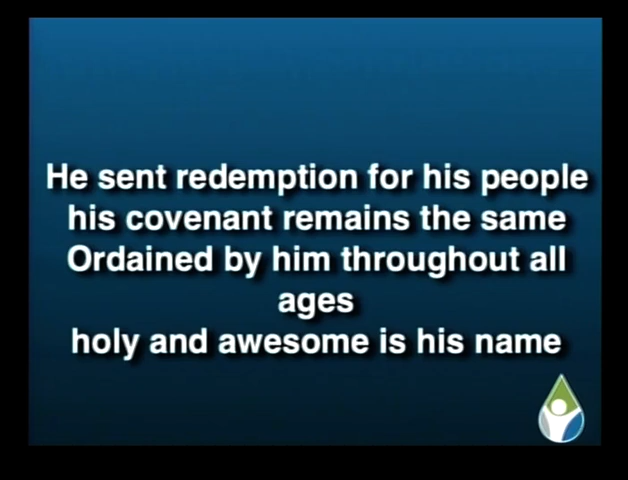 He sent redemption for his people
his covenant remains the same
Ordained by him throughout all
ages
holy and awesome is his name